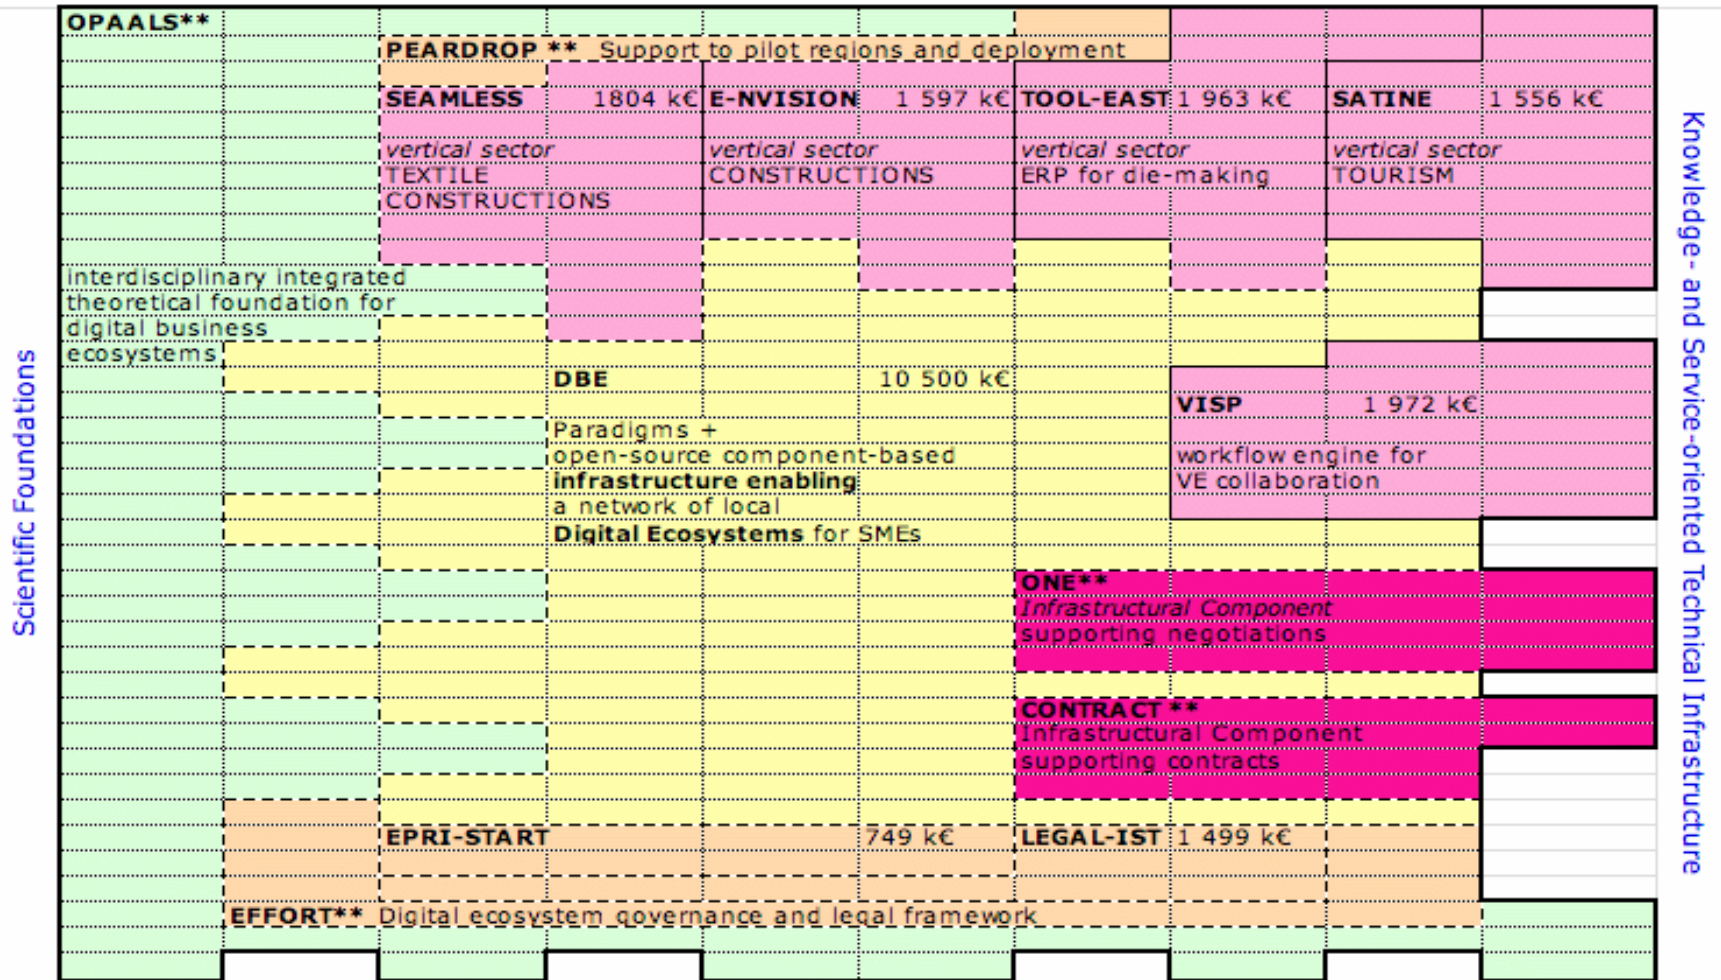 OPAALS**
PEARDROP ** Support to pilot regions and deployment
SEAMLESS 1804 k€ E-NVISION 1 597 k€ TOOL-EAST 1 963 k€ SATINE 1 556 k€
vertical sector vertical sector vertical sector vertical sector
TEXTILE CONSTRUCTIONS ERP for die-making TOURISM
CONSTRUCTIONS
interdisciplinary integrated
theoretical foundation for
digital business
ecosystems
DBE 10 500 k€
Paradigms +
open-source component-based
infrastructure enabling
a network of local
Digital Ecosystems for SMEs
VISP 1 972 k€
workflow engine for
VE collaboration
ONE**
Infrastructural Component
supporting negotiations
CONTRACT **
Infrastructural Component
supporting contracts
EPRI-START 749 k€ LEGAL-IST 1 499 k€
EFFORT** Digital ecosystem governance and legal framework
Scientific Foundations
Knowledge- and Service-oriented Technical Infrastructure